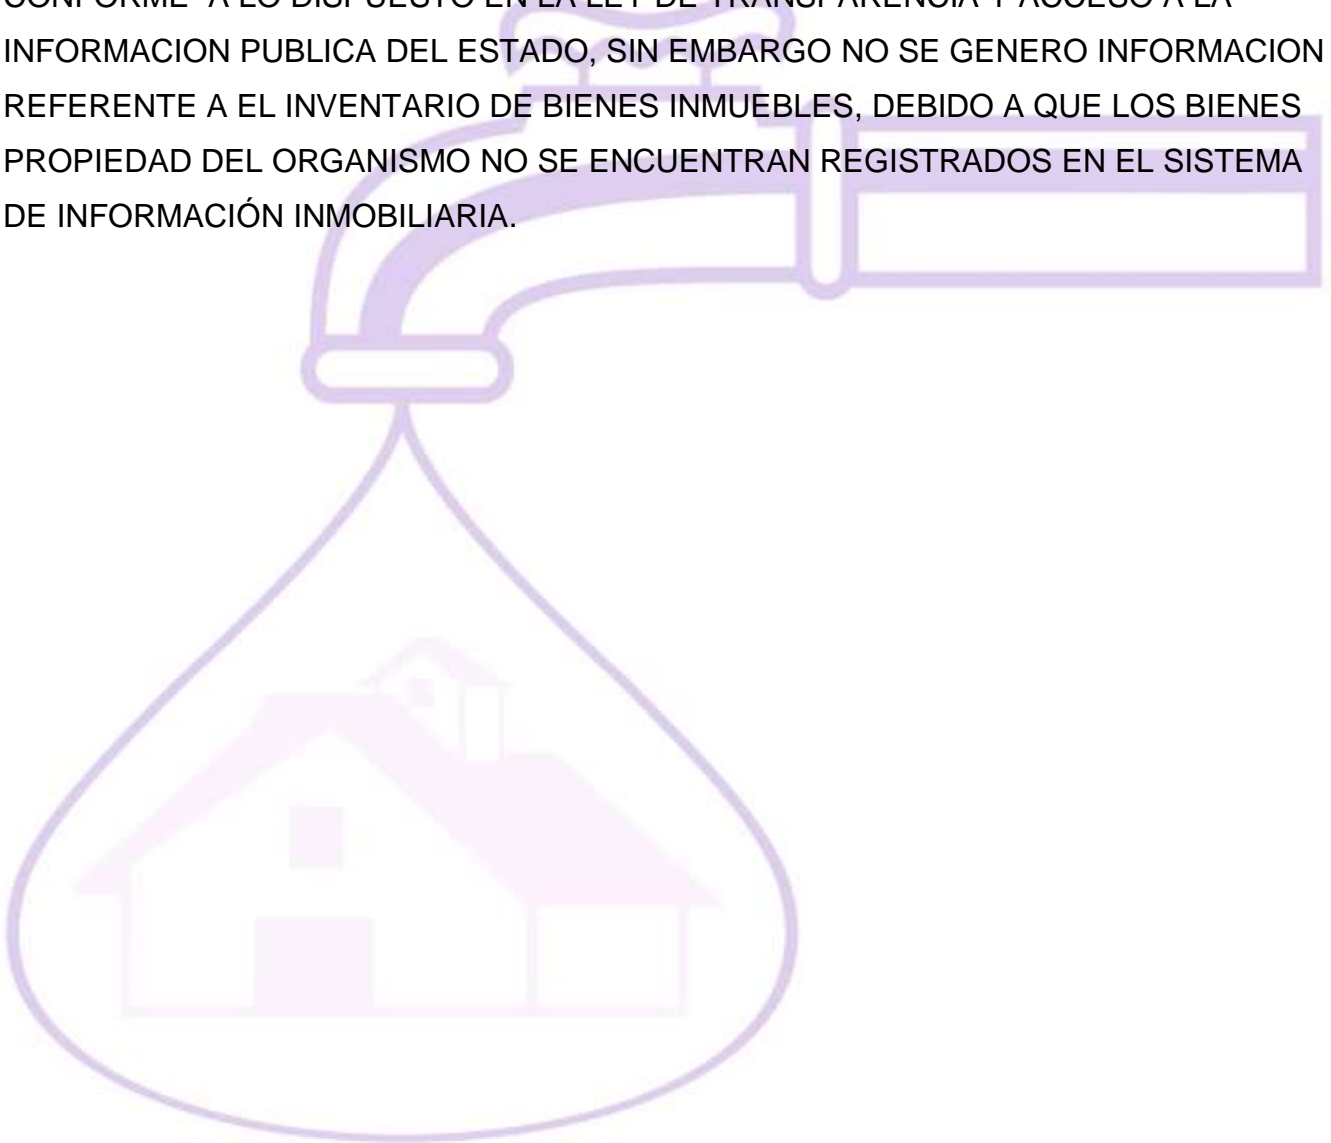 CONFORME A LO DISPUESTO EN LA LEY DE TRANSPARENCIA Y ACCESO A LA
INFORMACION PUBLICA DEL ESTADO, SIN EMBARGO NO SE GENERO INFORMACION
REFERENTE A EL INVENTARIO DE BIENES INMUEBLES, DEBIDO A QUE LOS BIENES
PROPIEDAD DEL ORGANISMO NO SE ENCUENTRAN REGISTRADOS EN EL SISTEMA
DE INFORMACIÓN INMOBILIARIA.